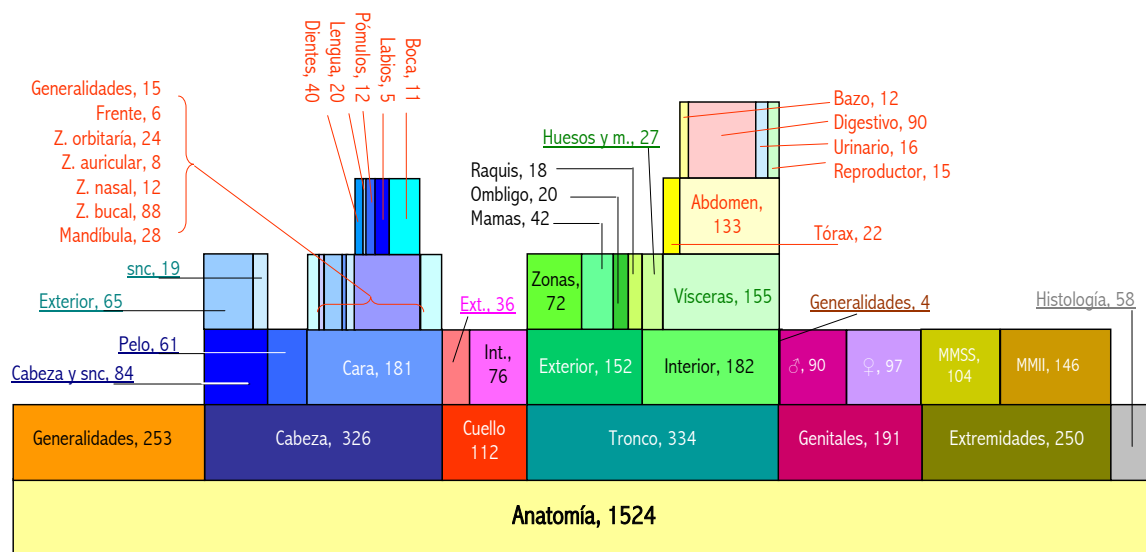 Generalidades, 15
Frente, 6
Z. orbitaría, 24
Z. auricular, 8
Z. nasal, 12
Z. bucal, 88
Mandíbula, 28
Dientes, 40
Lengua, 20
Pómulos, 12
Labios, 5
Boca, 11
Huesos y m., 27
Raquis, 18
Ombligo, 20
Mamas, 42
Bazo, 12
Digestivo, 90
Urinario, 16
Reproductor, 15
Abdomen,
133
Tórax, 22
snc, 19
Exterior, 65
Zonas,
72
Vísceras, 155
Generalidades, 4
Histología, 58
Ext., 36
Pelo, 61
Cabeza y snc, 84
Cara, 181
Int.,
76
Exterior, 152
Interior, 182
♂, 90
♀, 97
MMSS,
104
MMII, 146
Generalidades, 253
Cabeza, 326
Cuello
112
Tronco, 334
Genitales, 191
Extremidades, 250
Anatomía, 1524